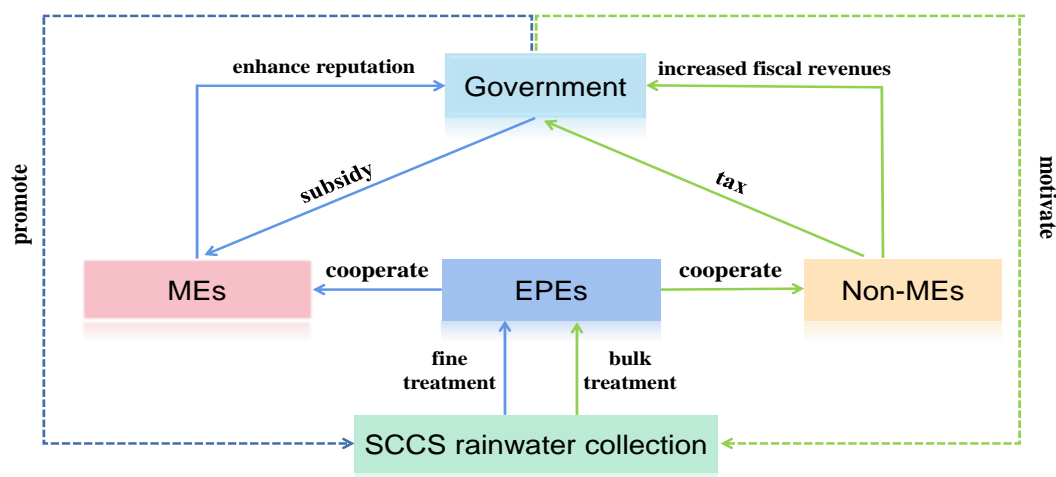 enhance reputation
Government
increased fiscal revenues
promote
subsidy
tax
motivate
MEs
cooperate
EPEs
cooperate
Non-MEs
fine
treatment
bulk
treatment
SCCS rainwater collection